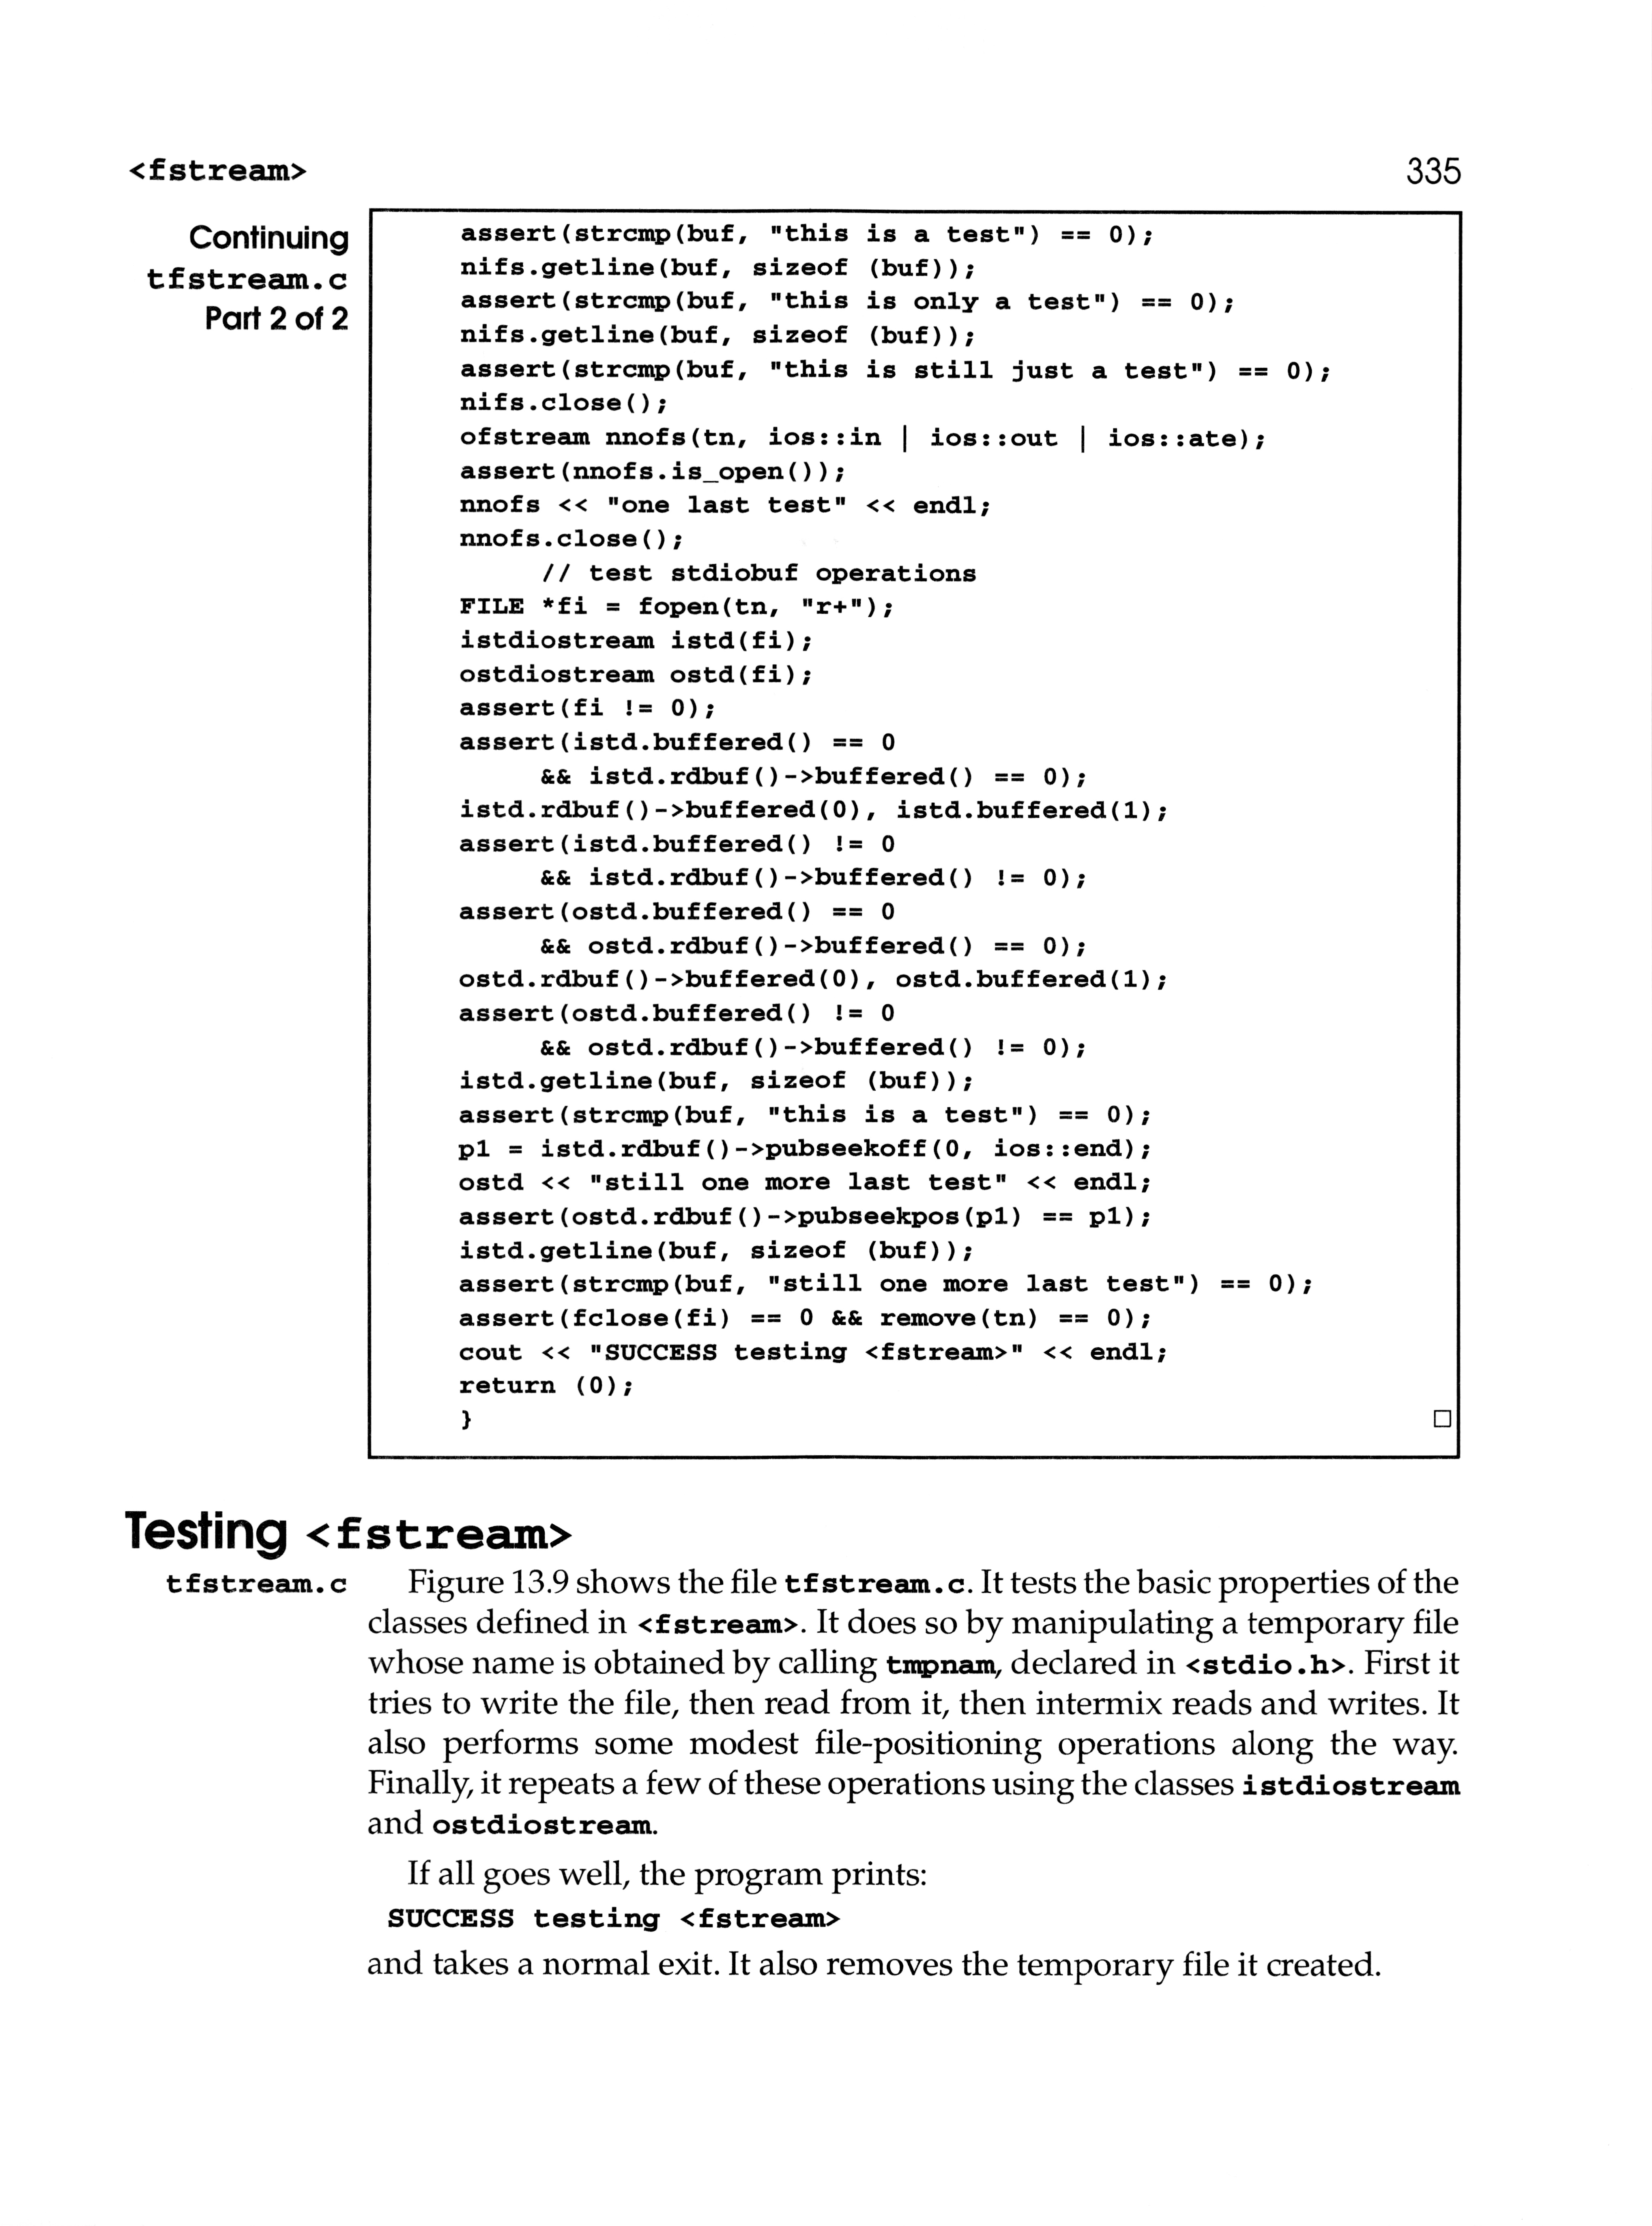 <fstream> 335
Continuing
tfstream.c
Part 2 of 2
assert(strcmp(buf, "this is a test") == 0);
nifs.getline(buf, sizeof (buf));
assert(strcmp(buf, "this is only a test") == 0);
nifs.getline(buf, sizeof (buf));
assert(strcmp(buf, "this is still just a test") == 0);
nifs.close();
ofstream nnofs(tn, ios::in | ios::out | ios::ate);
assert(nnofs.is_open());
nnofs << "one last test" << endl;
nnofs.close();
// test stdiobuf operations
FILE *fi = fopen(tn, "r+");
istdiostream istd(fi);
ostdiostream ostd(fi);
assert(fi != 0);
assert(istd.buffered() == 0
&& istd.rdbuf()->buffered() == 0);
istd.rdbuf()->buffered(0), istd.buffered(1);
assert(istd.buffered() != 0
&& istd.rdbuf()->buffered() != 0);
assert(ostd.buffered() == 0
&& ostd.rdbuf()->buffered() == 0);
ostd.rdbuf()->buffered(0), ostd.buffered(1);
assert(ostd.buffered() != 0
&& ostd.rdbuf()->buffered() != 0);
istd.getline(buf, sizeof (buf));
assert(strcmp(buf, "this is a test") == 0);
p1 = istd.rdbuf()->pubseekoff(0, ios::end);
ostd << "still one more last test" << endl;
assert(ostd.rdbuf()->pubseekpos(p1) == p1);
istd.getline(buf, sizeof (buf));
assert(strcmp(buf, "still one more last test") == 0);
assert(fclose(fi) == 0 && remove(tn) == 0);
cout << "SUCCESS testing <fstream>" << endl;
return (0);
} □
Testing <fstream>
tfstream.c Figure 13.9 shows the file tfstream.c. It tests the basic properties of the
classes defined in <fstream>. It does so by manipulating a temporary file
whose name is obtained by calling tmpnam, declared in <stdio.h>. First it
tries to write the file, then read from it, then intermix reads and writes. It
also performs some modest file-positioning operations along the way.
Finally, it repeats a few of these operations using the classes istdiostream
and ostdiostream.
If all goes well, the program prints:
SUCCESS testing <fstream>
and takes a normal exit. It also removes the temporary file it created.